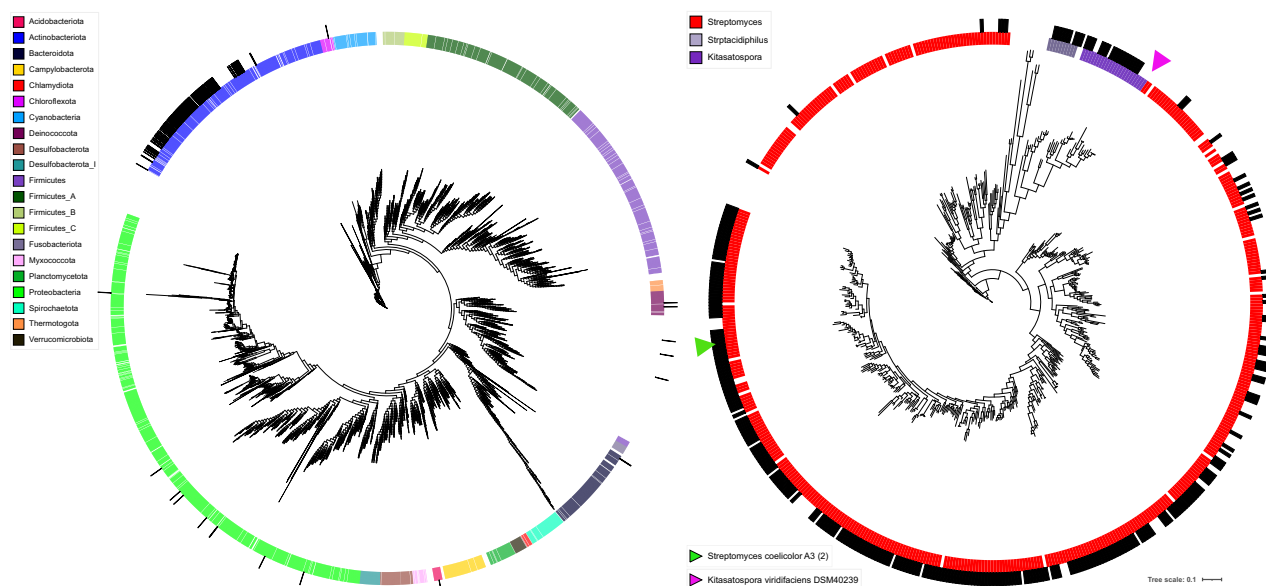 Acidobacteriota
Actinobacteriota
Bacteroidota
Campylobacterota
Chlamydiota
Chloroflexota
Cyanobacteria
Deinococcota
Desulfobacterota
Desulfobacterota_I
Firmicutes
Firmicutes_A
Firmicutes_B
Firmicutes_C
Fusobacteriota
Myxococcota
Planctomycetota
Proteobacteria
Spirochaetota
Thermotogota
Verrucomicrobiota
Streptomyces
Strptacidiphilus
Kitasatospora
Streptomyces coelicolor A3 (2)
Kitasatospora viridifaciens DSM40239
Tree scale: 0.1